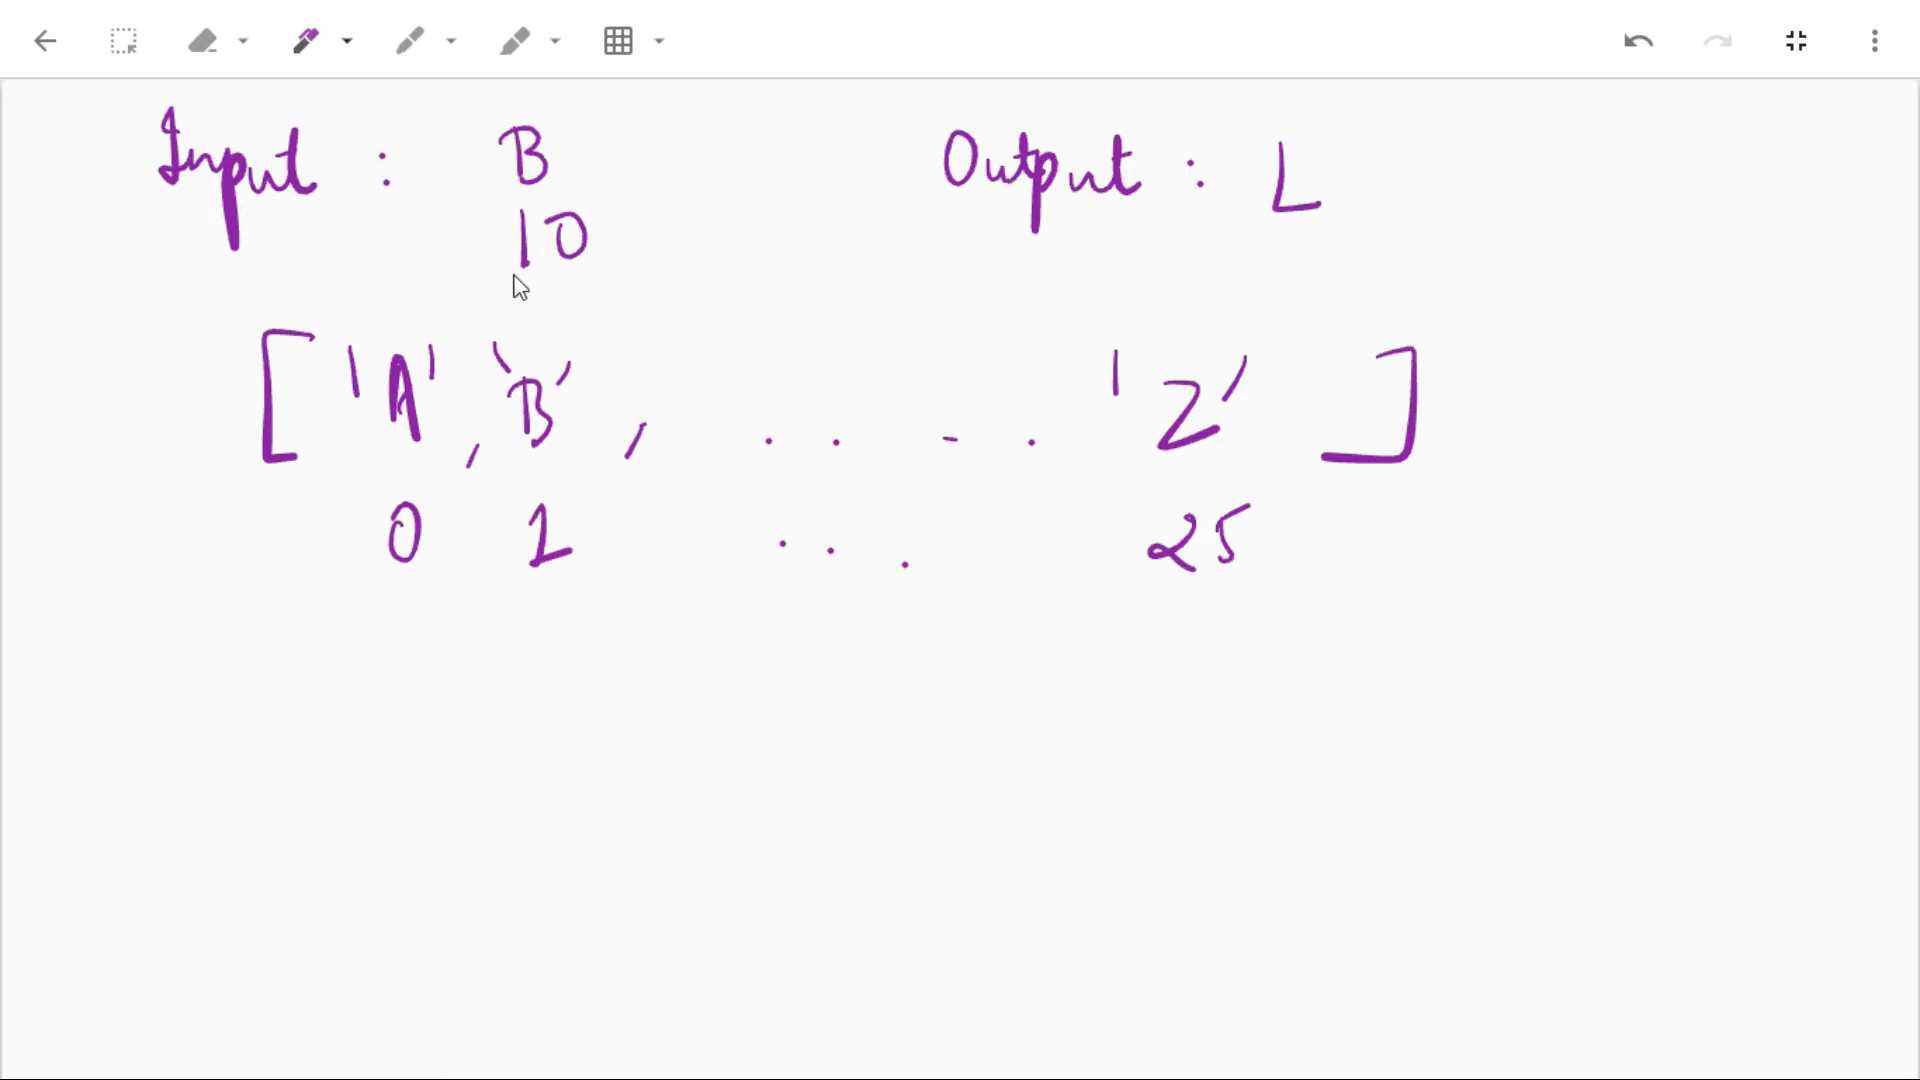 Input : B Output : L
10
['A', 'B', . . - . 'Z']
0 1 . . . 25